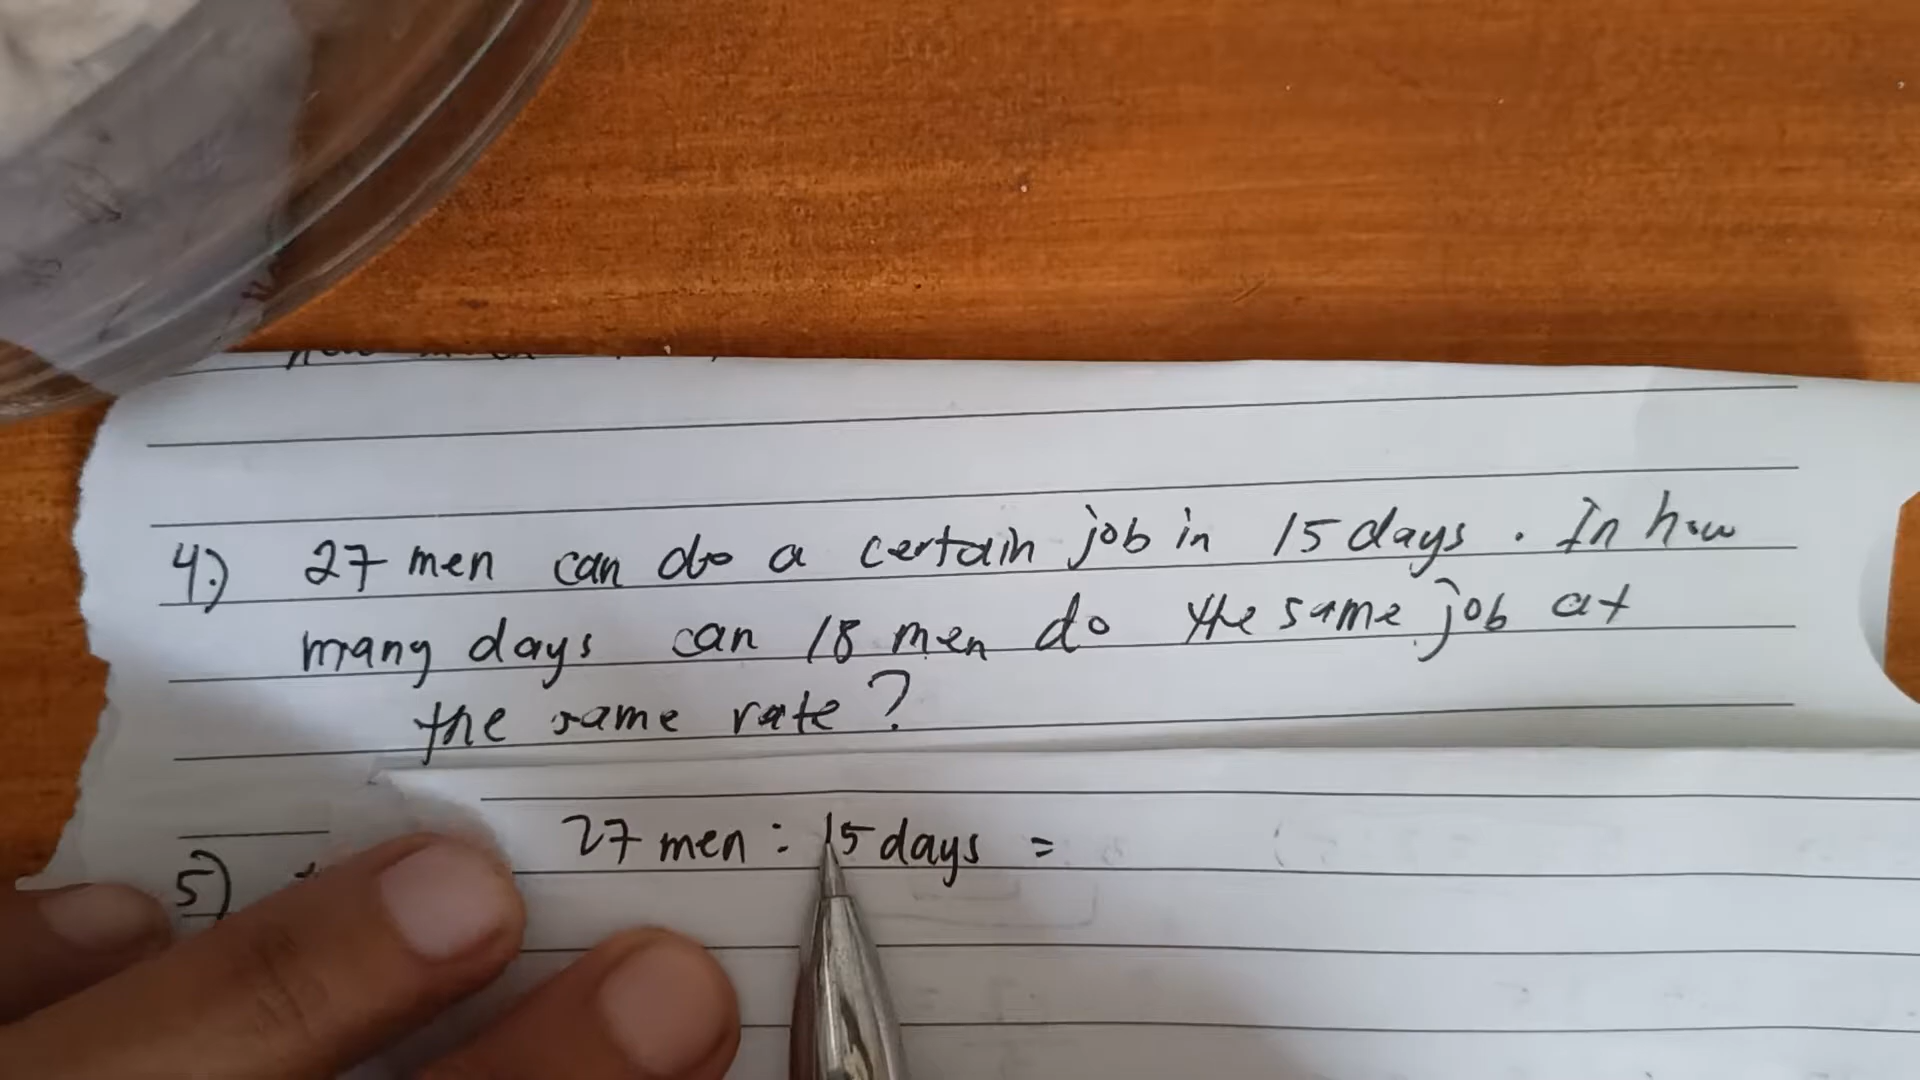 4.) 27 men can do a certain job in 15 days. In how
many days can 18 men do the same job at
the same rate?
27 men : 15 days =
5)